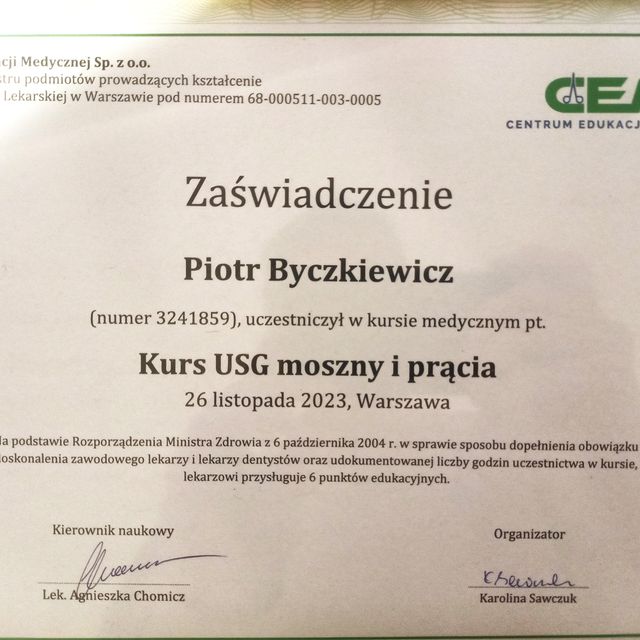 cji Medycznej Sp. z o.o.
stru podmiotów prowadzących kształcenie
Lekarskiej w Warszawie pod numerem 68-000511-003-0005
CE
CENTRUM EDUKACJ
Zaświadczenie
Piotr Byczkiewicz
(numer 3241859), uczestniczył w kursie medycznym pt.
Kurs USG moszny i prącia
26 listopada 2023, Warszawa
Na podstawie Rozporządzenia Ministra Zdrowia z 6 października 2004 r. w sprawie sposobu dopełnienia obowiązku
doskonalenia zawodowego lekarzy i lekarzy dentystów oraz udokumentowanej liczby godzin uczestnictwa w kursie,
lekarzowi przysługuje 6 punktów edukacyjnych.
Kierownik naukowy
Organizator
Lek. Agnieszka Chomicz
Karolina Sawczuk